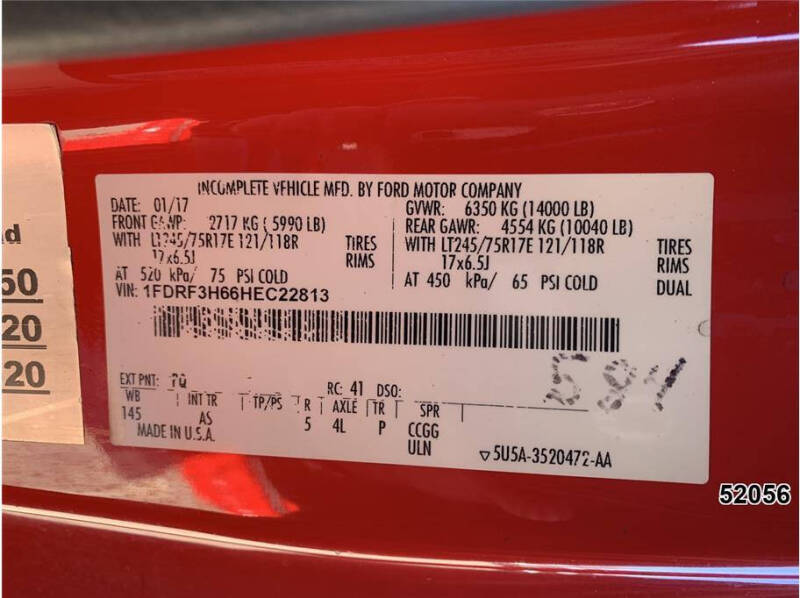 INCOMPLETE VEHICLE MFD. BY FORD MOTOR COMPANY
DATE: 01/17 GVWR: 6350 KG (14000 LB)
FRONT GAWR: 2717 KG ( 5990 LB) REAR GAWR: 4554 KG (10040 LB)
WITH LT245/75R17E 121/118R TIRES WITH LT245/75R17E 121/118R TIRES
17x6.5J RIMS 17x6.5J RIMS
AT 520 kPa/ 75 PSI COLD AT 450 kPa/ 65 PSI COLD DUAL
VIN: 1FDRF3H66HEC22813
EXT PNT: RC: 41 DSO:
WB INT TR TP/PS R AXLE TR SPR
145 AS 5 4L P CCGG
MADE IN U.S.A. ULN 5U5A-3520472-AA
50
20
20
52056